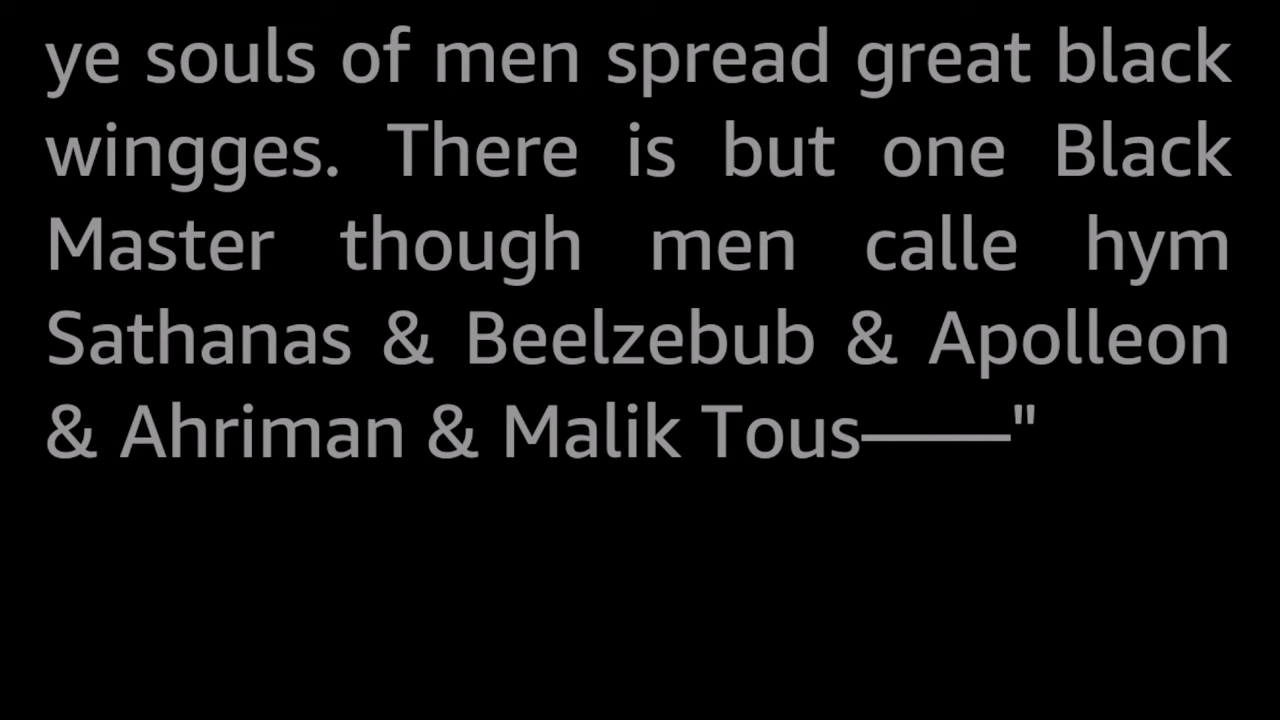 ye souls of men spread great black
wingges. There is but one Black
Master though men calle hym
Sathanas & Beelzebub & Apolleon
& Ahriman & Malik Tous——"